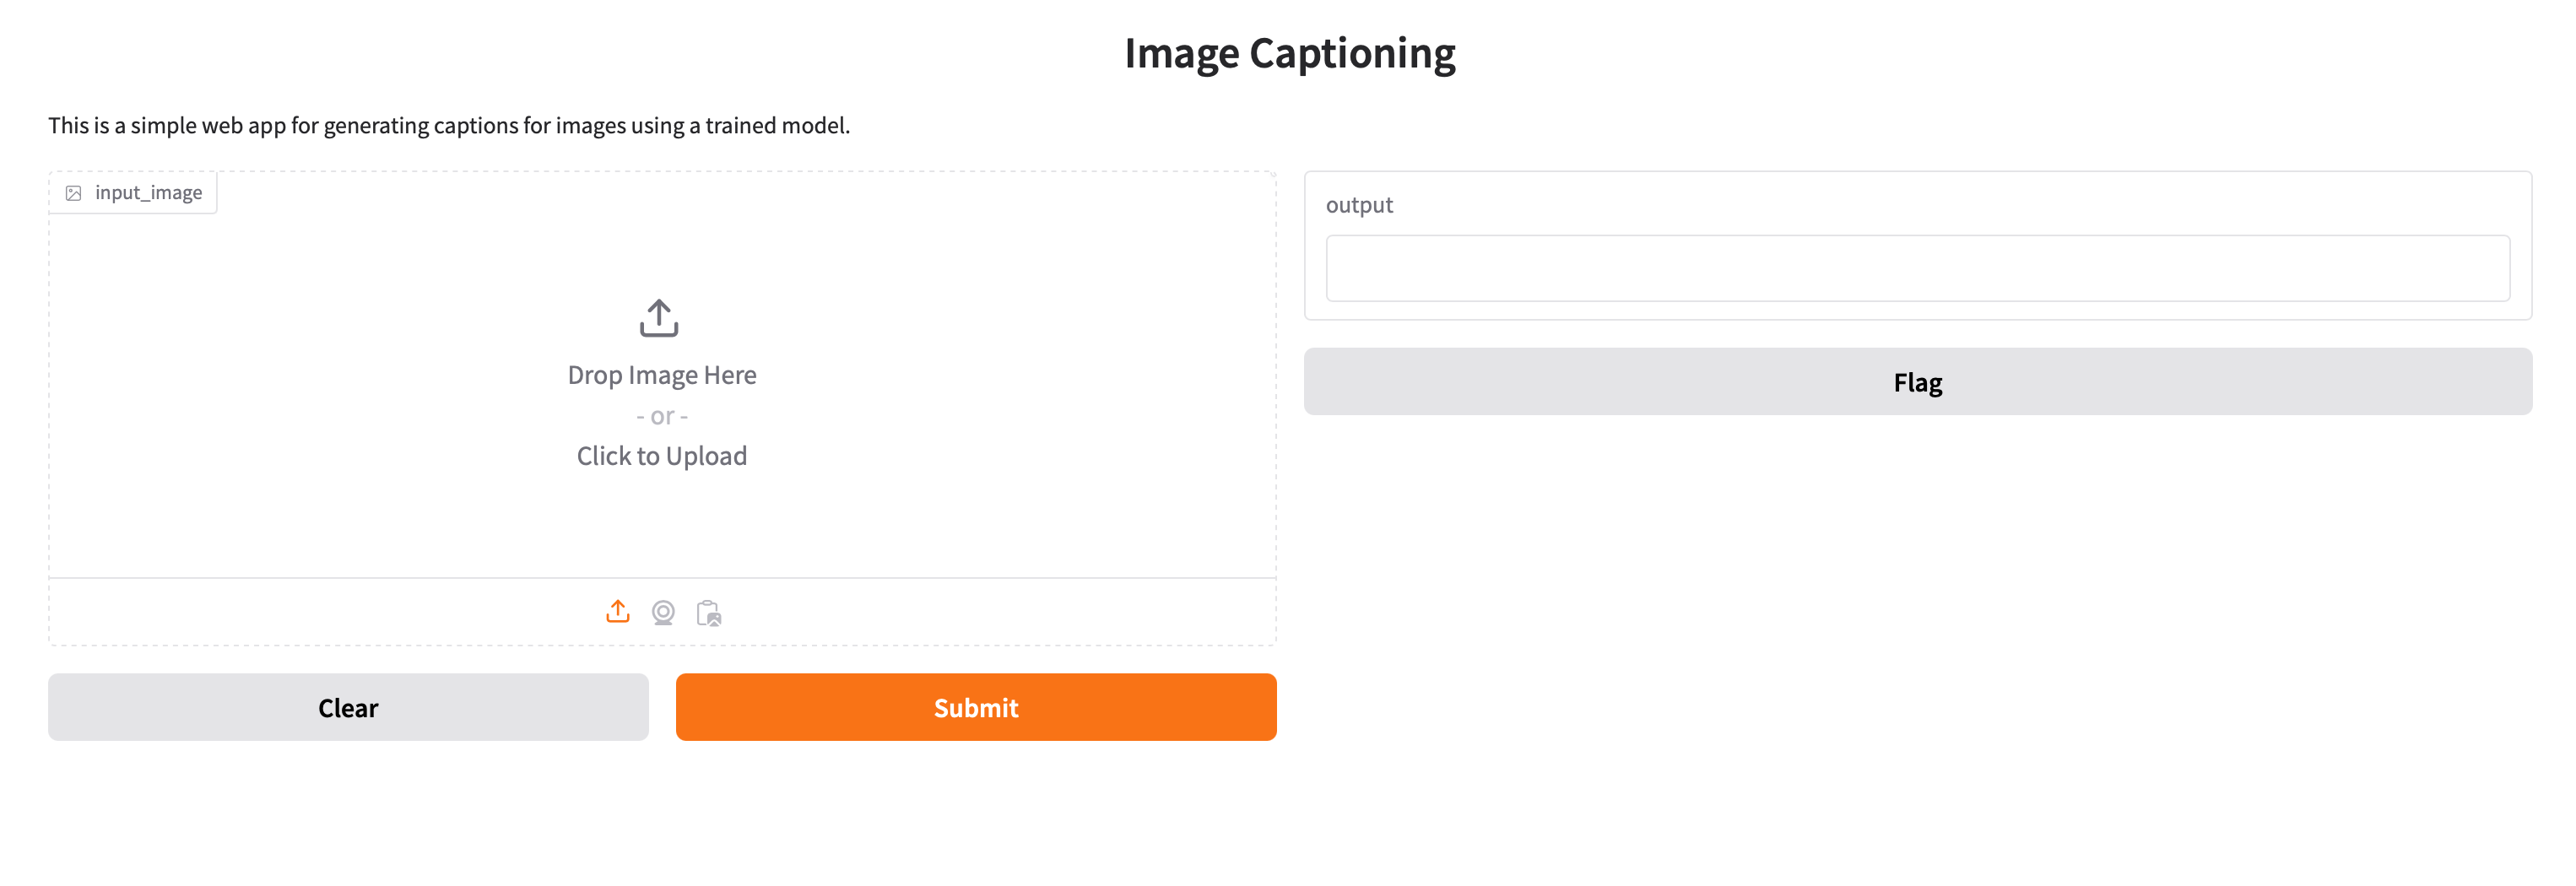 Image Captioning
This is a simple web app for generating captions for images using a trained model.
input_image
Drop Image Here
- or -
Click to Upload
Clear
Submit
output
Flag